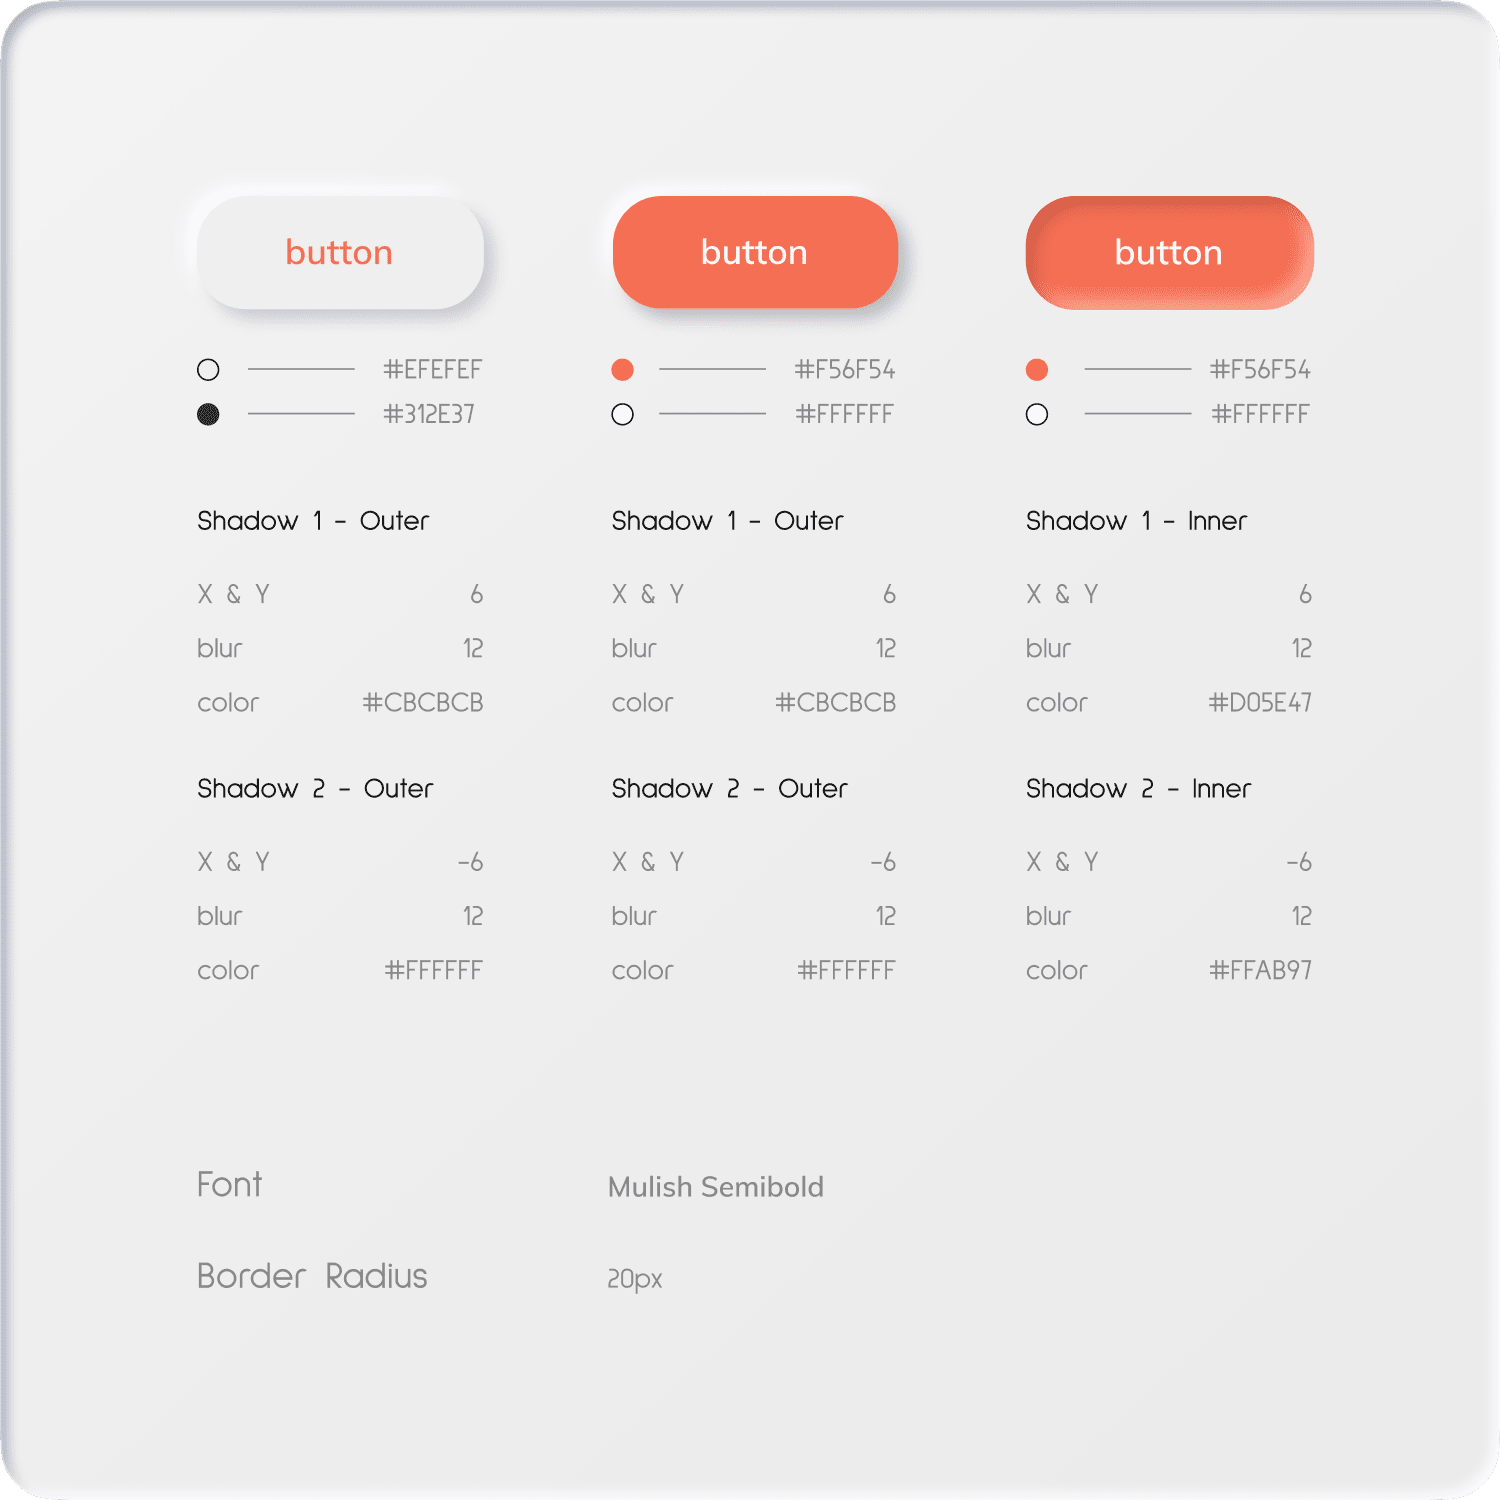 button button button
#EFEFEF #F56F54 #F56F54
#312E37 #FFFFFF #FFFFFF
Shadow 1 - Outer Shadow 1 - Outer Shadow 1 - Inner
X & Y 6 X & Y 6 X & Y 6
blur 12 blur 12 blur 12
color #CBCBCB color #CBCBCB color #D05E47
Shadow 2 - Outer Shadow 2 - Outer Shadow 2 - Inner
X & Y -6 X & Y -6 X & Y -6
blur 12 blur 12 blur 12
color #FFFFFF color #FFFFFF color #FFAB97
Font Mulish Semibold
Border Radius 20px